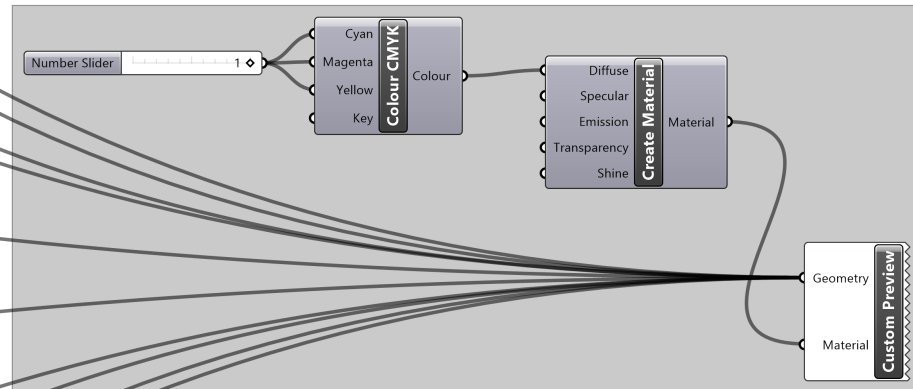 Number Slider
1
Cyan
Magenta
Yellow
Key
Colour CMYK
Colour
Diffuse
Specular
Emission
Transparency
Shine
Create Material
Material
Geometry
Material
Custom Preview